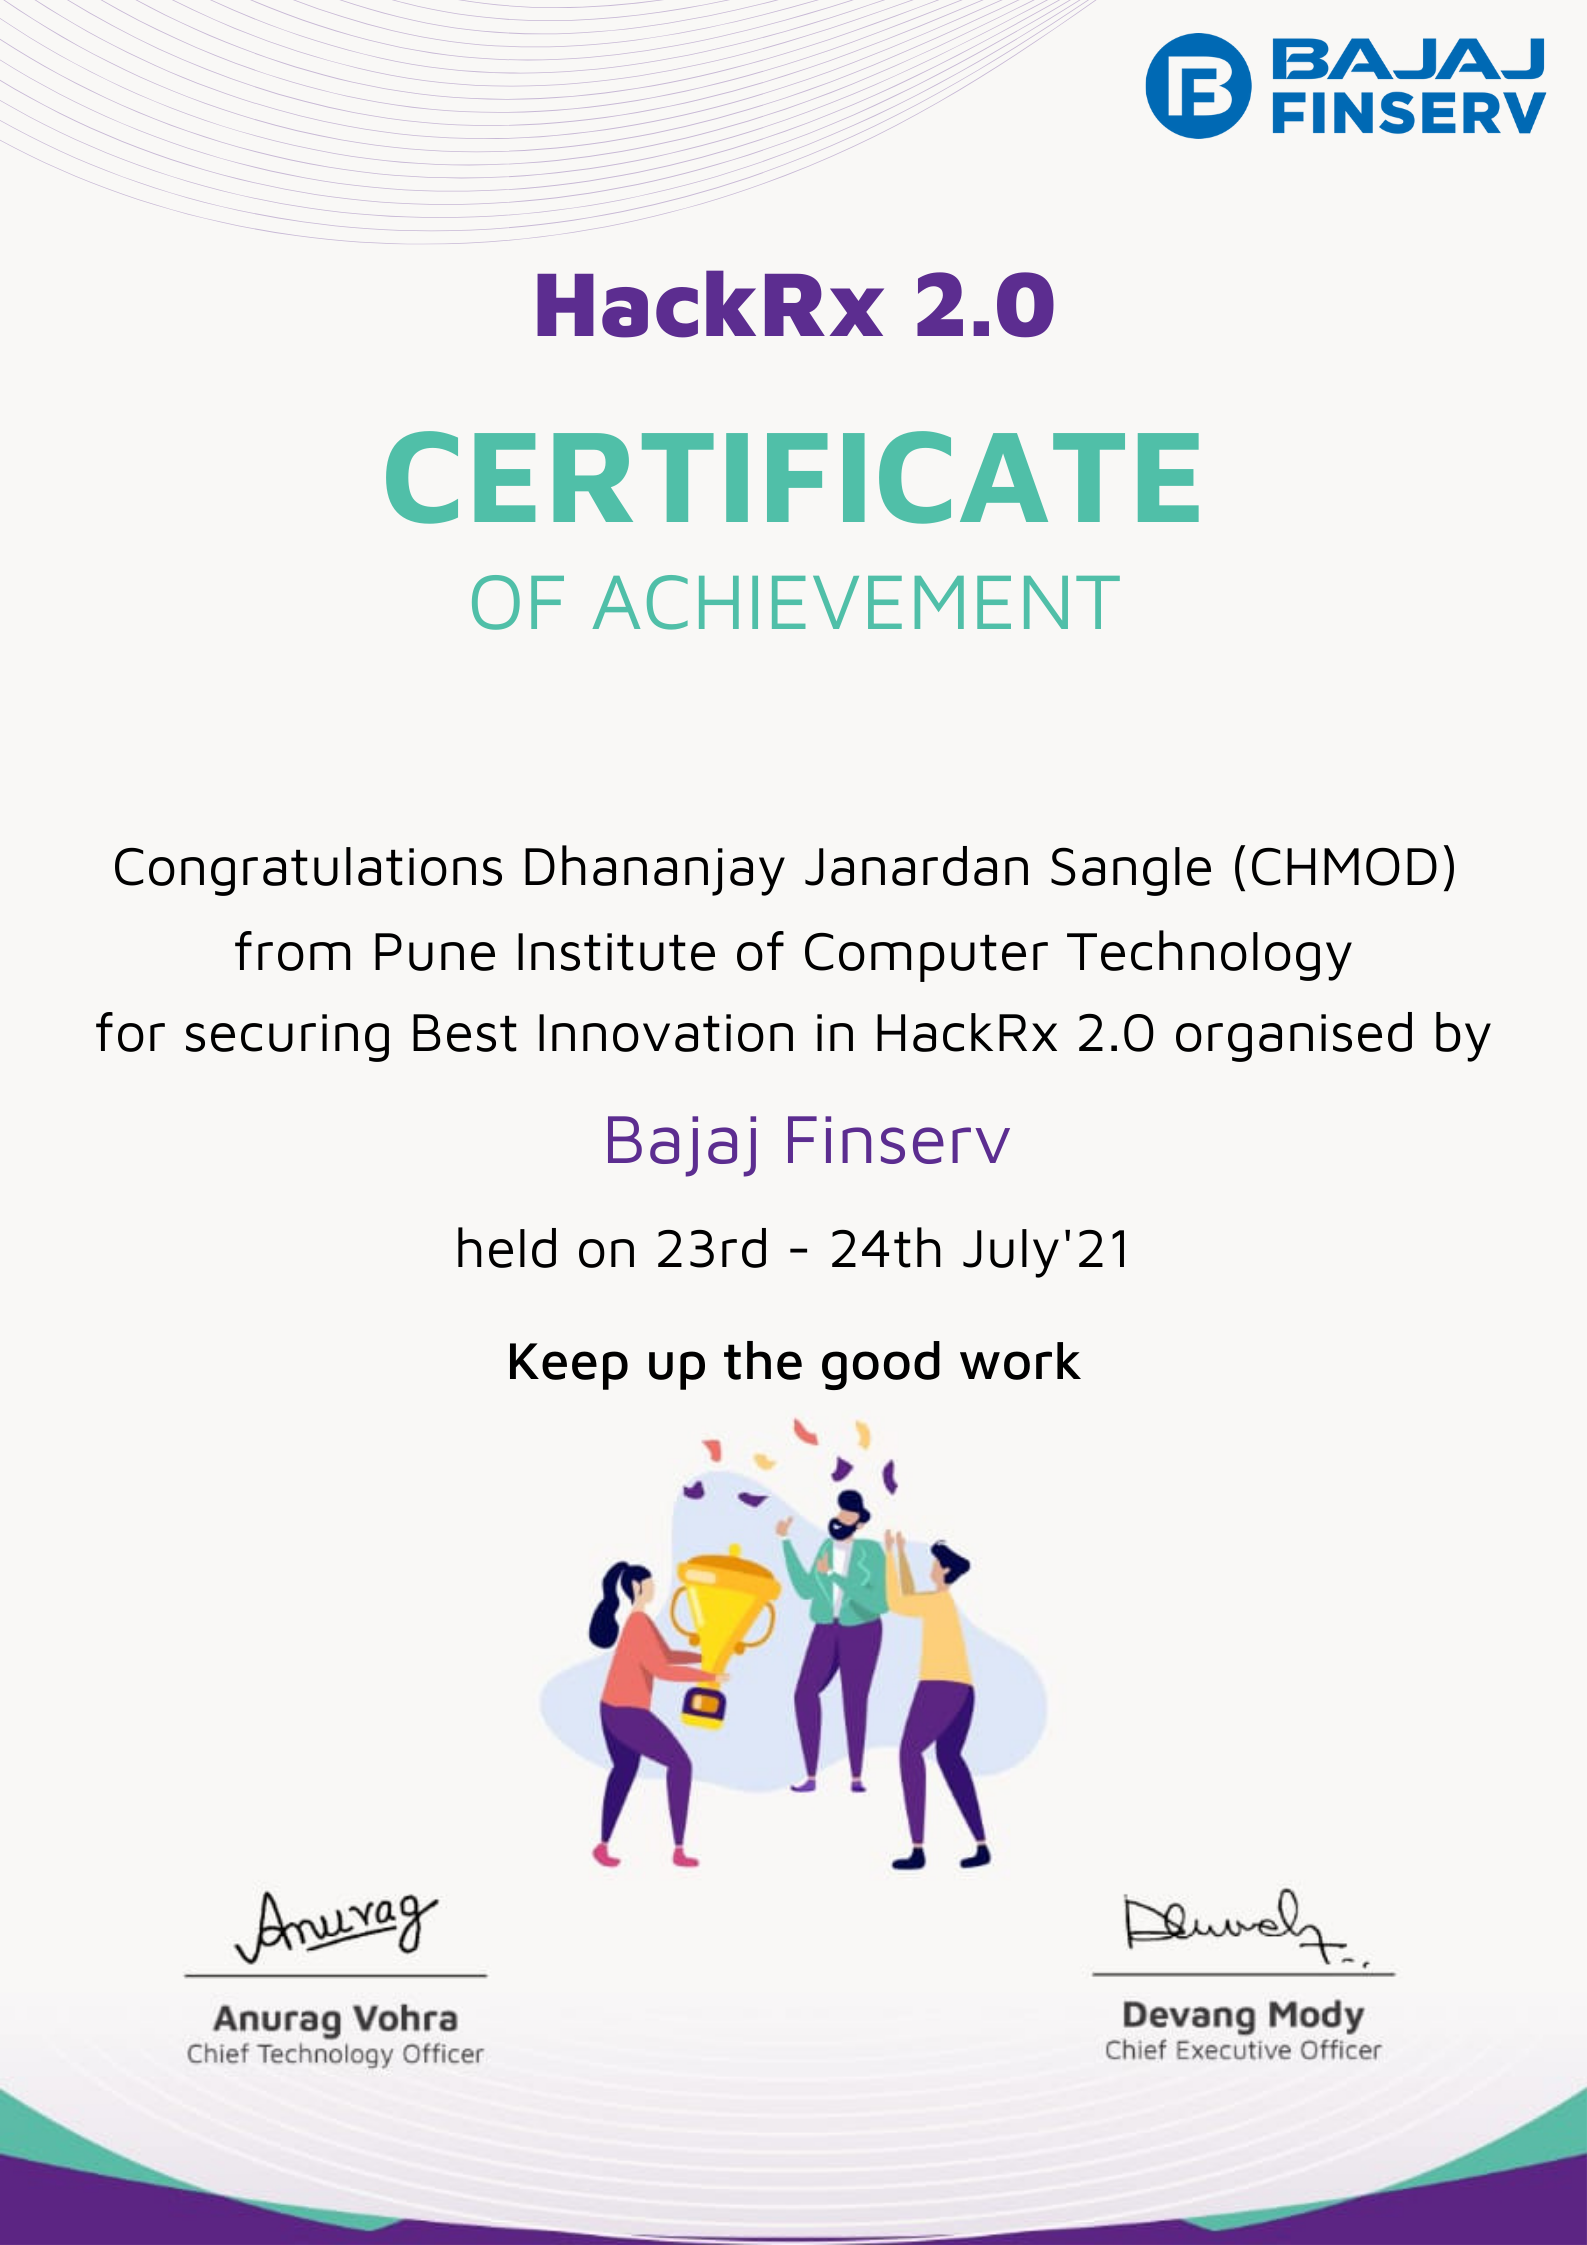 BAJAJ
FINSERV
HackRx 2.0
CERTIFICATE
OF ACHIEVEMENT
Congratulations Dhananjay Janardan Sangle (CHMOD)
from Pune Institute of Computer Technology
for securing Best Innovation in HackRx 2.0 organised by
Bajaj Finserv
held on 23rd - 24th July'21
Keep up the good work
Anurag
Anurag Vohra
Chief Technology Officer
Devang Mody
Chief Executive Officer